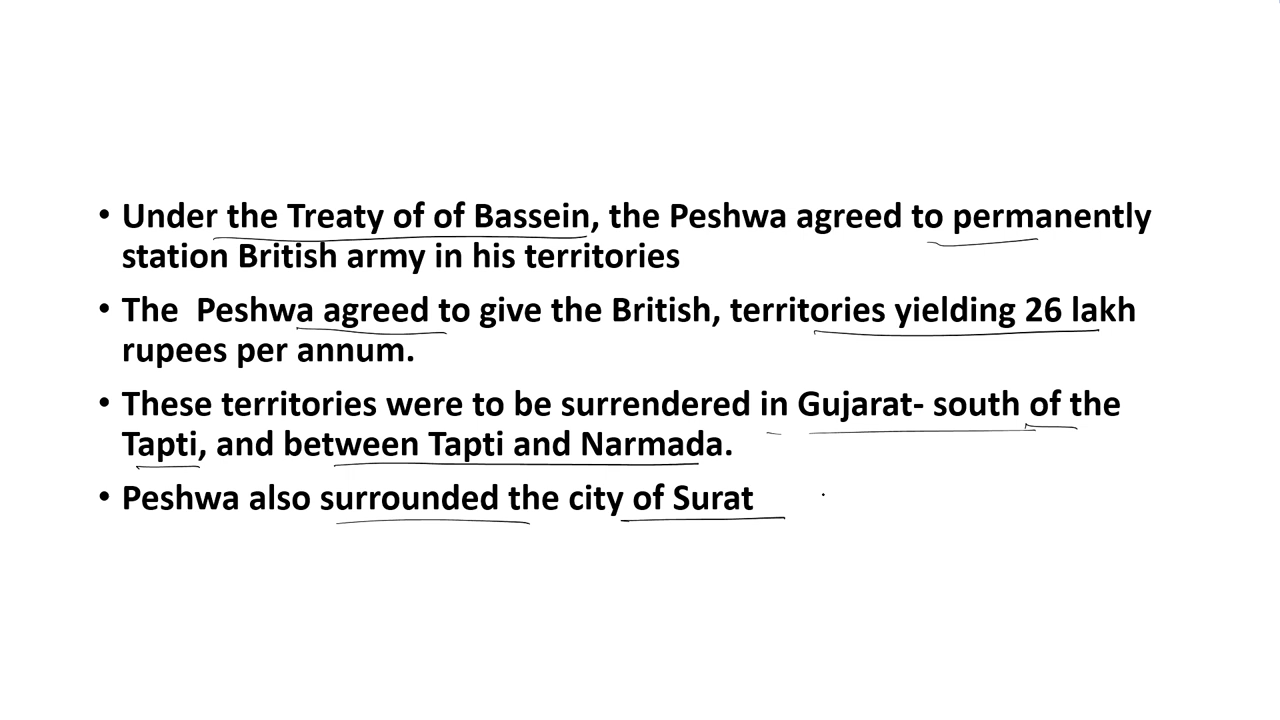 • Under the Treaty of of Bassein, the Peshwa agreed to permanently
station British army in his territories
• The  Peshwa agreed to give the British, territories yielding 26 lakh
rupees per annum.
• These territories were to be surrendered in Gujarat- south of the
Tapti, and between Tapti and Narmada.
• Peshwa also surrounded the city of Surat